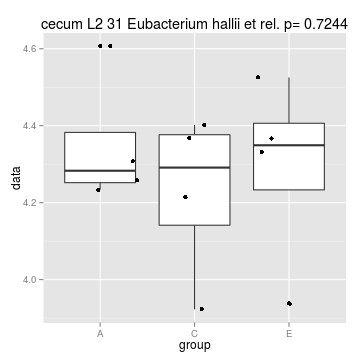 cecum L2 31 Eubacterium hallii et rel. p= 0.7244
4.6
4.4
4.2
4.0
data
A
C
E
group